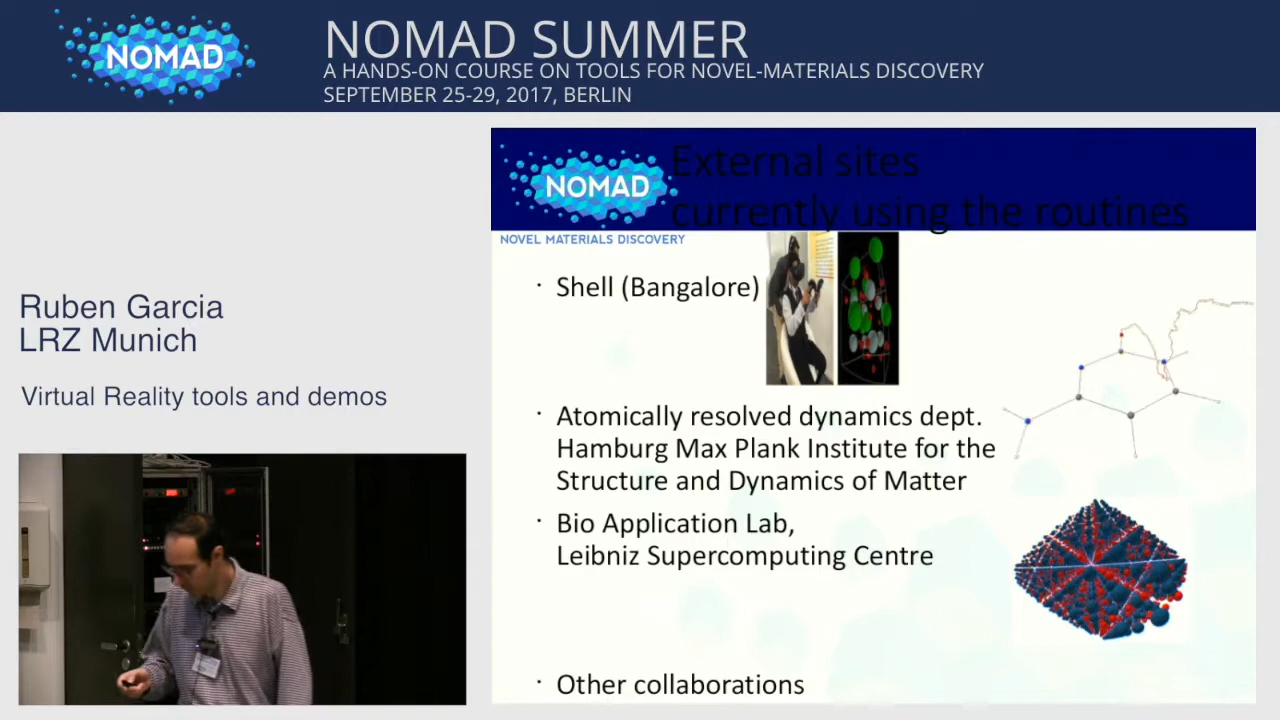 NOMAD
NOMAD SUMMER
A HANDS-ON COURSE ON TOOLS FOR NOVEL-MATERIALS DISCOVERY
SEPTEMBER 25-29, 2017, BERLIN
Ruben Garcia
LRZ Munich
Virtual Reality tools and demos
NOMAD
NOVEL MATERIALS DISCOVERY
External sites
currently using the routines
· Shell (Bangalore)
· Atomically resolved dynamics dept.
Hamburg Max Plank Institute for the
Structure and Dynamics of Matter
· Bio Application Lab,
Leibniz Supercomputing Centre
· Other collaborations